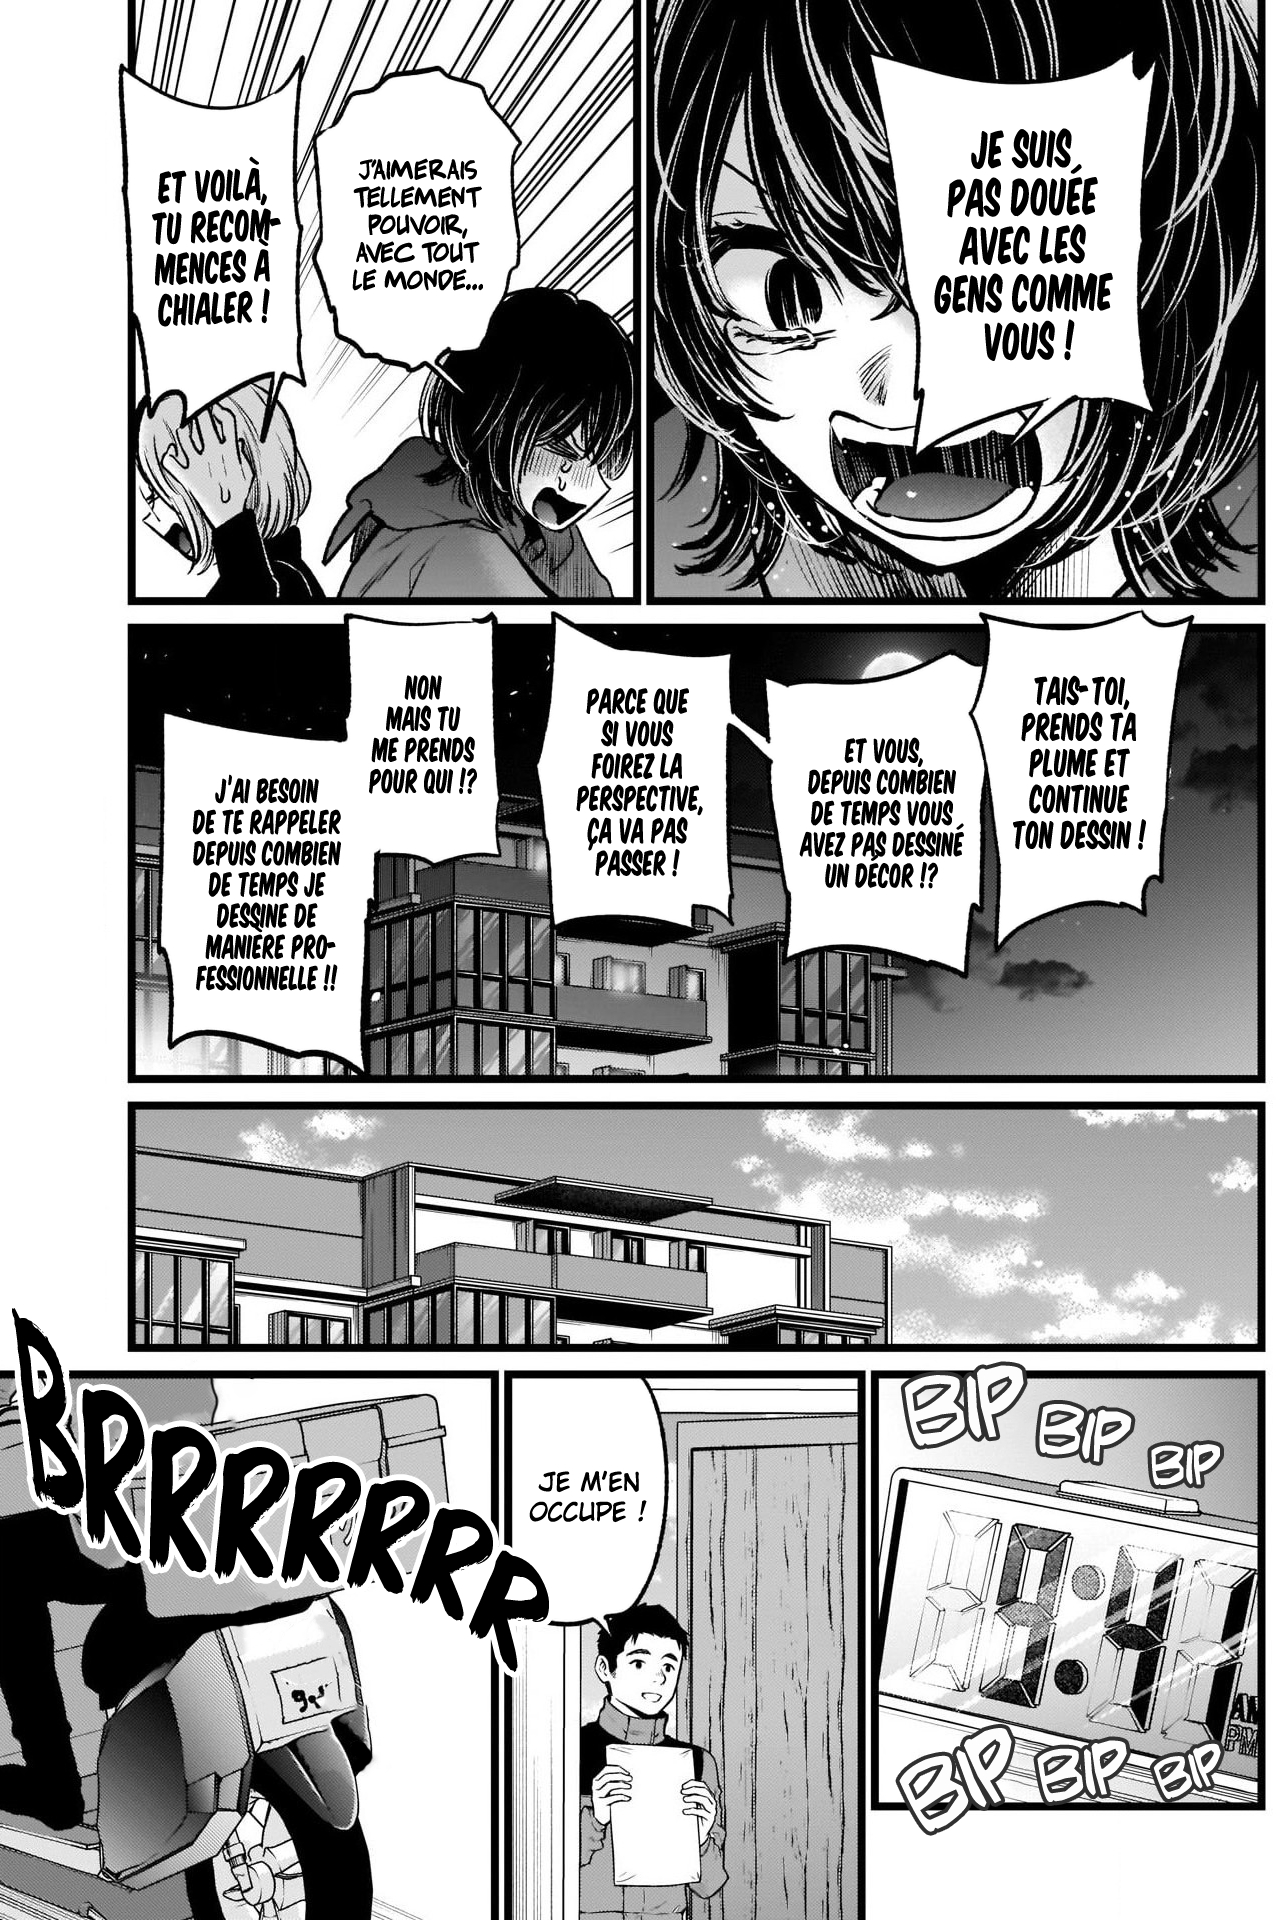 JE SUIS
PAS DOUÉE
AVEC LES
GENS COMME
VOUS !
J'AIMERAIS
TELLEMENT
POUVOIR,
AVEC TOUT
LE MONDE...
ET VOILÀ,
TU RECOM-
MENCES À
CHIALER !
TAIS-TOI,
PRENDS TA
PLUME ET
CONTINUE
TON DESSIN !
ET VOUS,
DEPUIS COMBIEN
DE TEMPS VOUS
AVEZ PAS DESSINÉ
UN DÉCOR !?
PARCE QUE
SI VOUS
FOIREZ LA
PERSPECTIVE,
ÇA VA PAS
PASSER !
NON
MAIS TU
ME PRENDS
POUR QUI !?
J'AI BESOIN
DE TE RAPPELER
DEPUIS COMBIEN
DE TEMPS JE
DESSINE DE
MANIÈRE PRO-
FESSIONNELLE !!
BIP
BIP
BIP
AM
PM
BIP
BIP
BIP
JE M'EN
OCCUPE !
BRRRRRRRR